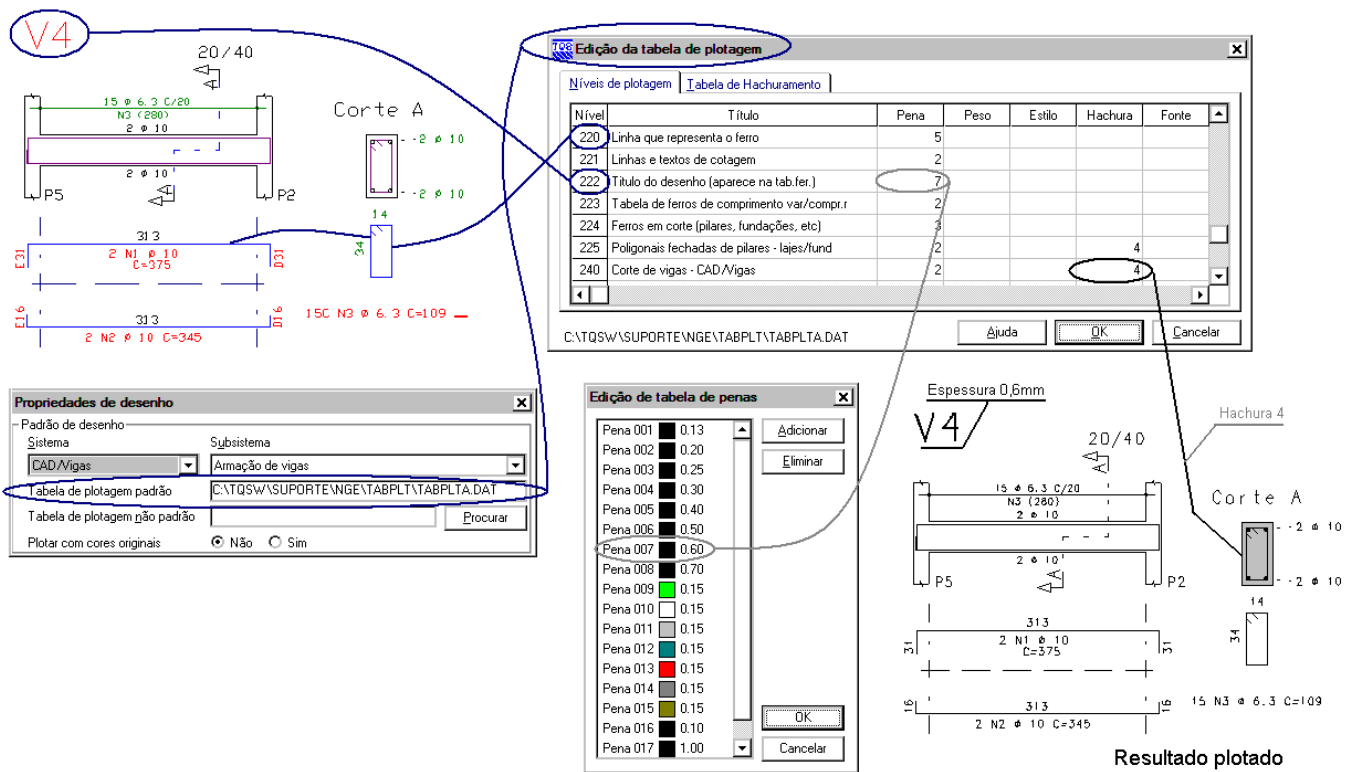 V4
20/40
A
15 ø 6.3 C/20
N3 (280)
2 ø 10
2 ø 10
A
P5
P2
Corte A
2 ø 10
2 ø 10
14
34
313
E31
2 N1 ø 10
C=375
D31
313
E16
2 N2 ø 10 C=345
D16
15C N3 ø 6.3 C=109
TQS Edição da tabela de plotagem
Níveis de plotagem Tabela de Hachuramento
Nível Título Pena Peso Estilo Hachura Fonte
220 Linha que representa o ferro 5
221 Linhas e textos de cotagem 2
222 Titulo do desenho (aparece na tab.fer.) 7
223 Tabela de ferros de comprimento var/compr.r 2
224 Ferros em corte (pilares, fundações, etc) 3
225 Poligonais fechadas de pilares - lajes/fund 2 4
240 Corte de vigas - CAD/Vigas 2 4
C:\TQSW\SUPORTE\NGE\TABPLT\TABPLTA.DAT
Ajuda OK Cancelar
Propriedades de desenho
Padrão de desenho
Sistema Subsistema
CAD/Vigas Armação de vigas
Tabela de plotagem padrão C:\TQSW\SUPORTE\NGE\TABPLT\TABPLTA.DAT
Tabela de plotagem não padrão Procurar
Plotar com cores originais Não Sim
Edição de tabela de penas
Pena 001 0.13
Pena 002 0.20
Pena 003 0.25
Pena 004 0.30
Pena 005 0.40
Pena 006 0.50
Pena 007 0.60
Pena 008 0.70
Pena 009 0.15
Pena 010 0.15
Pena 011 0.15
Pena 012 0.15
Pena 013 0.15
Pena 014 0.15
Pena 015 0.15
Pena 016 0.10
Pena 017 1.00
Adicionar
Eliminar
OK
Cancelar
Espessura 0,6mm
V4
Hachura 4
20/40
A
15 ø 6.3 C/20
N3 (280)
2 ø 10
2 ø 10
A
P5
P2
Corte A
2 ø 10
2 ø 10
14
34
313
31
2 N1 ø 10
C=375
31
313
16
2 N2 ø 10 C=345
16
15 N3 ø 6.3 C=109
Resultado plotado